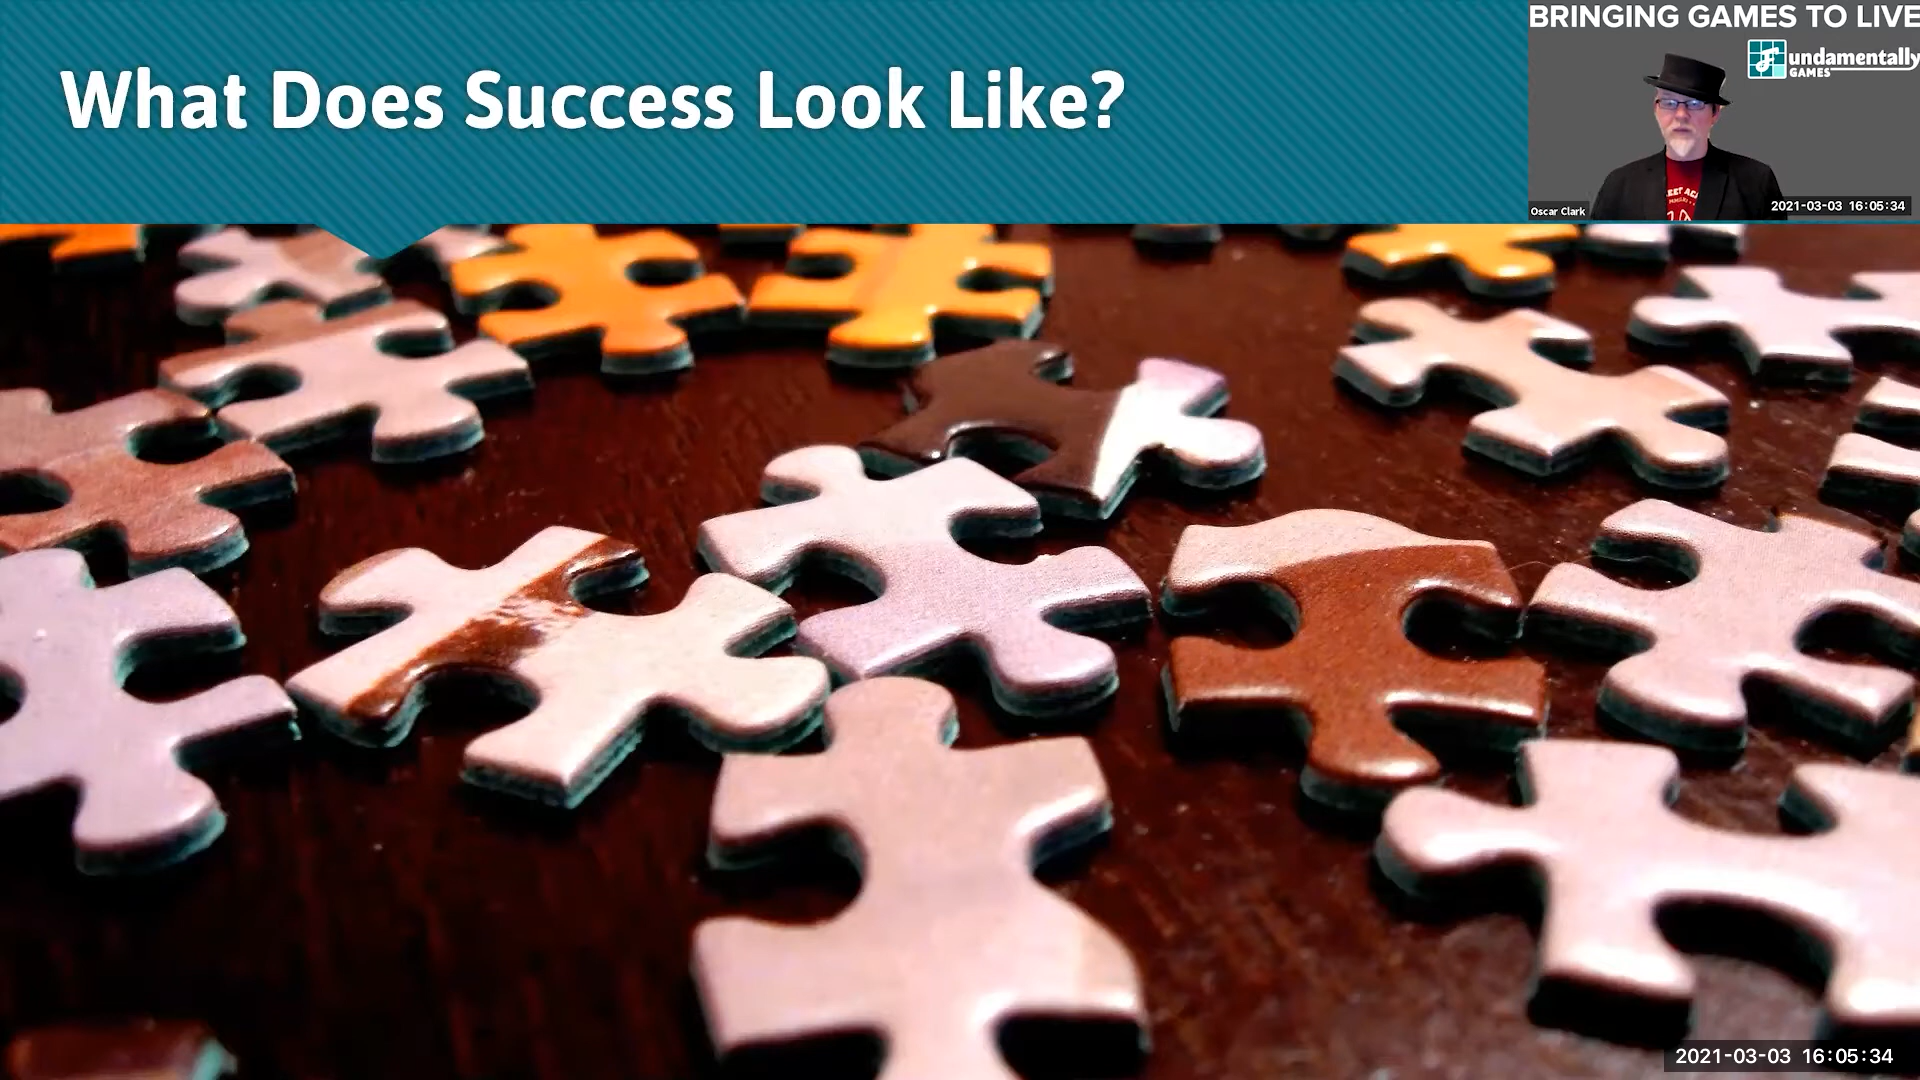 What Does Success Look Like?
BRINGING GAMES TO LIVE
undamentally
GAMES
Oscar Clark
2021-03-03 16:05:34
2021-03-03 16:05:34